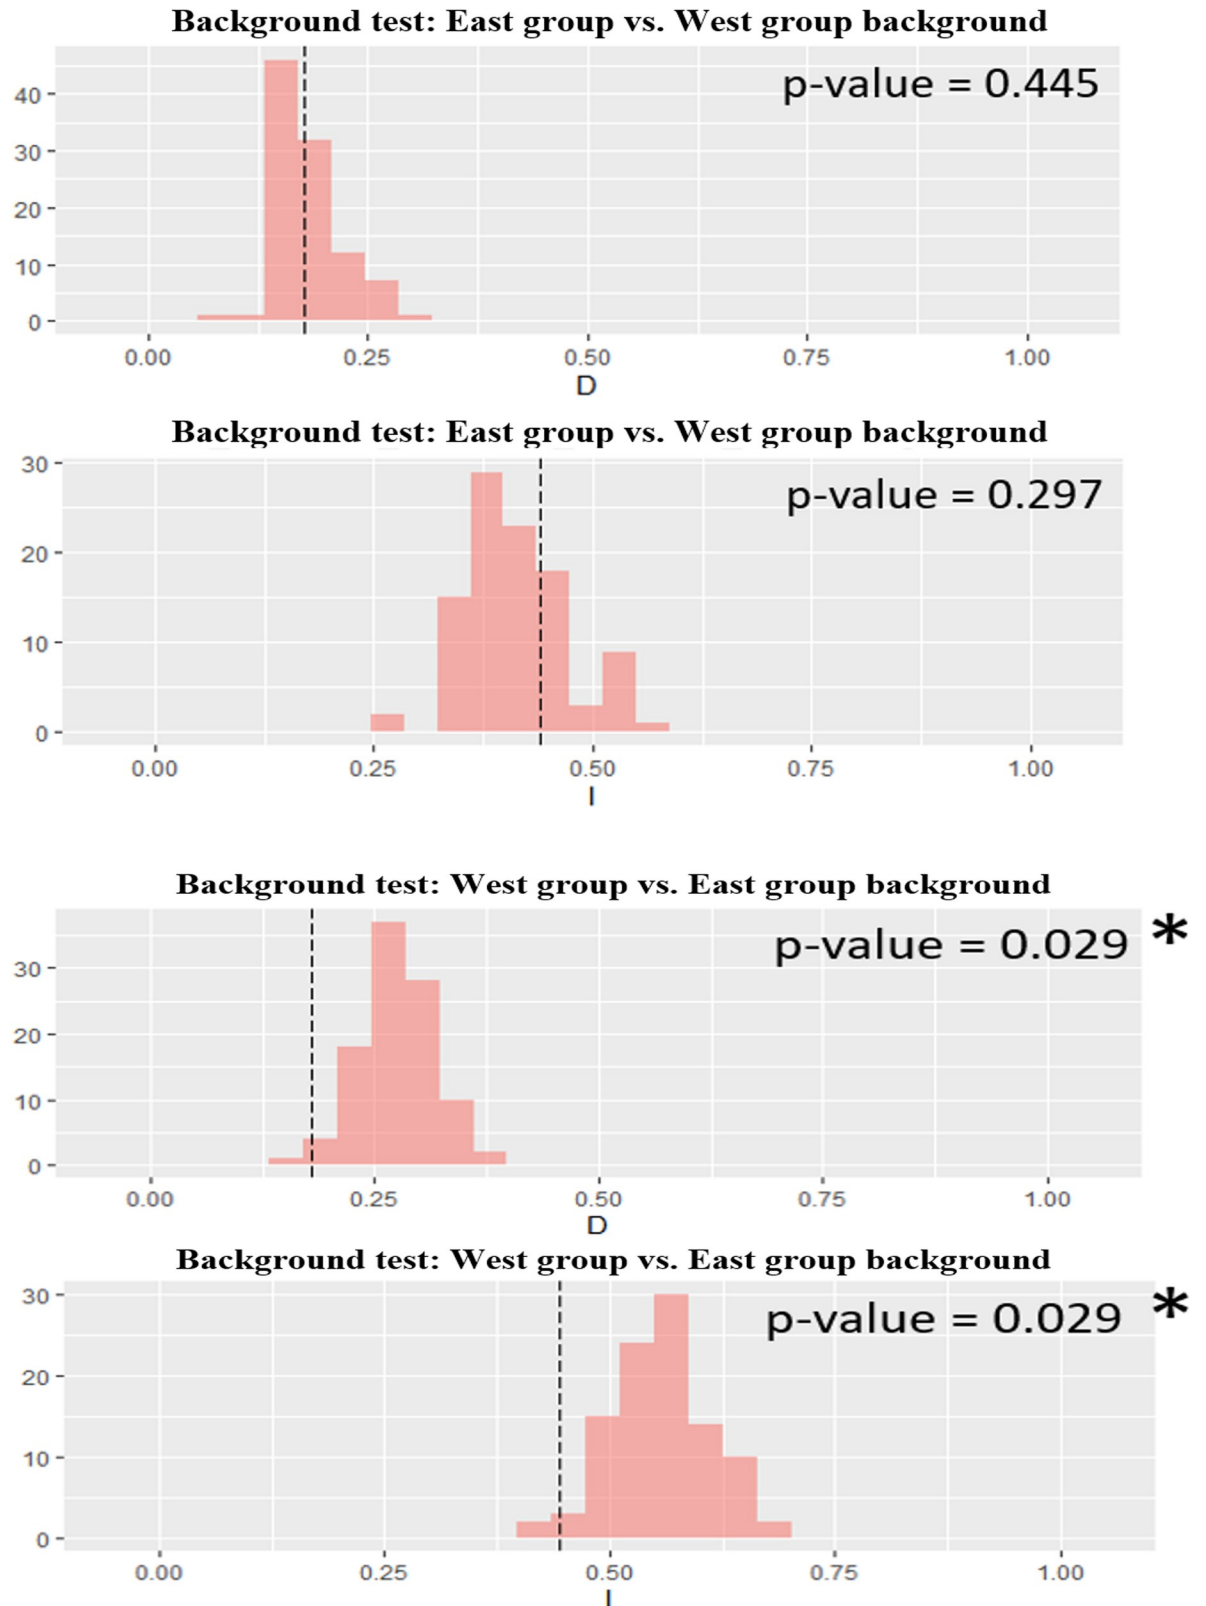 Background test: East group vs. West group background
p-value = 0.445
40
30
20
10
0
0.00 0.25 0.50 0.75 1.00
D
Background test: East group vs. West group background
p-value = 0.297
30
20
10
0
0.00 0.25 0.50 0.75 1.00
I
Background test: West group vs. East group background
p-value = 0.029 *
30
20
10
0
0.00 0.25 0.50 0.75 1.00
D
Background test: West group vs. East group background
p-value = 0.029 *
30
20
10
0
0.00 0.25 0.50 0.75 1.00
I